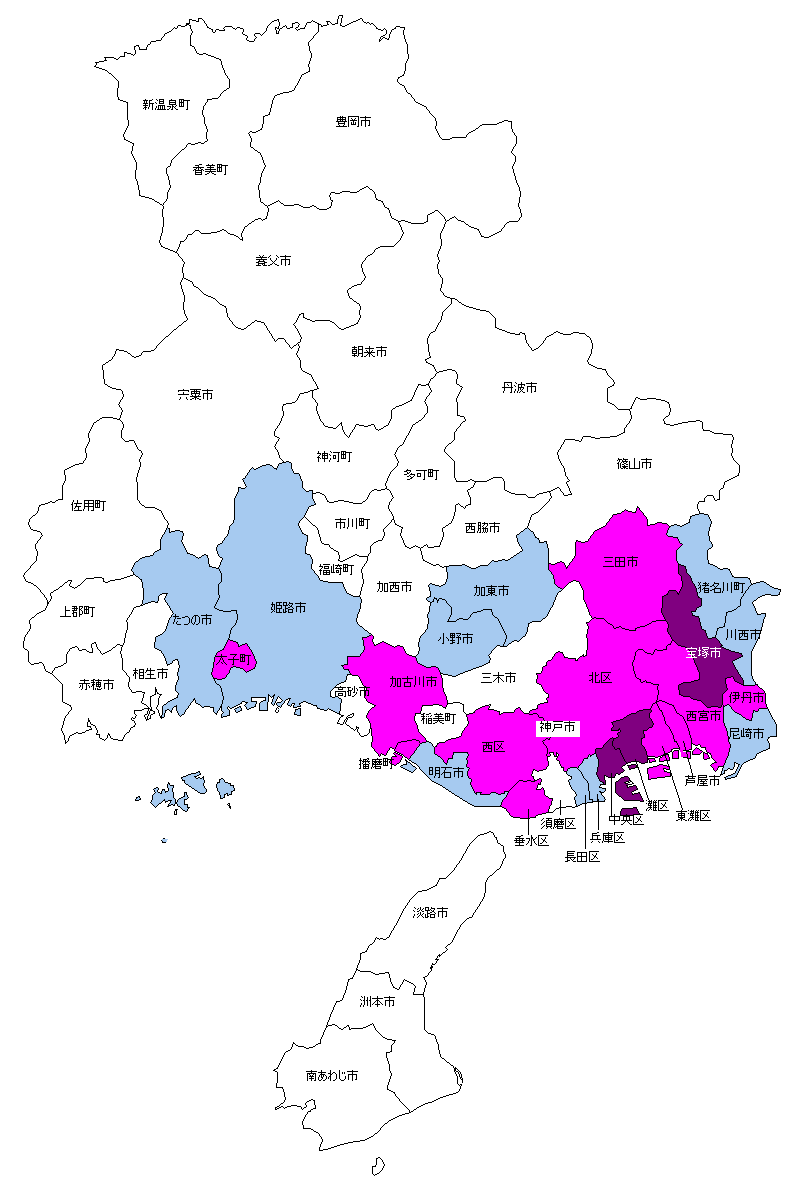 新温泉町
豊岡市
香美町
養父市
朝来市
丹波市
宍粟市
神河町
篠山市
多可町
佐用町
市川町
西脇市
三田市
福崎町
加西市
加東市
猪名川町
上郡町
姫路市
たつの市
小野市
川西市
宝塚市
太子町
相生市
三木市
北区
加古川市
赤穂市
高砂市
伊丹市
稲美町
西宮市
神戸市
尼崎市
西区
播磨町
明石市
芦屋市
灘区
東灘区
中央区
須磨区
兵庫区
垂水区
長田区
淡路市
洲本市
南あわじ市